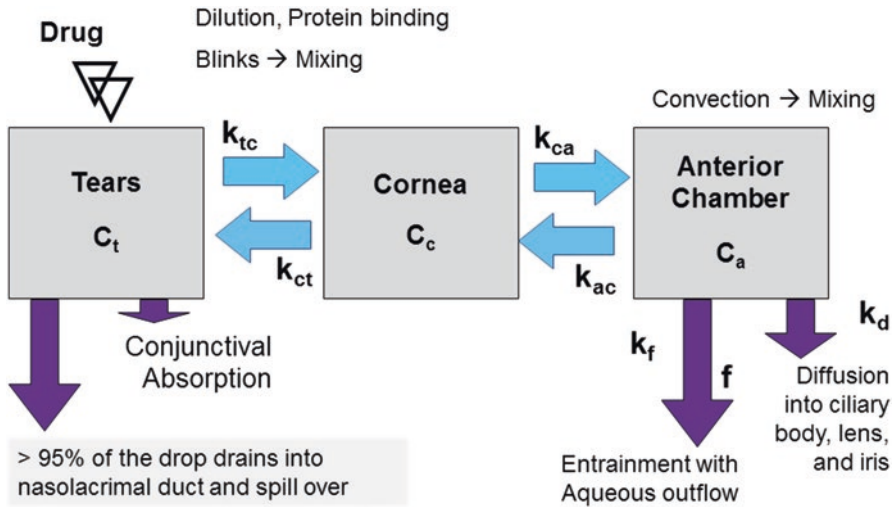 Drug
Dilution, Protein binding
Blinks → Mixing
Convection → Mixing
Tears
C_t
k_tc
k_ct
Cornea
C_c
k_ca
k_ac
Anterior
Chamber
C_a
Conjunctival
Absorption
> 95% of the drop drains into
nasolacrimal duct and spill over
k_f
f
k_d
Entrainment with
Aqueous outflow
Diffusion
into ciliary
body, lens,
and iris